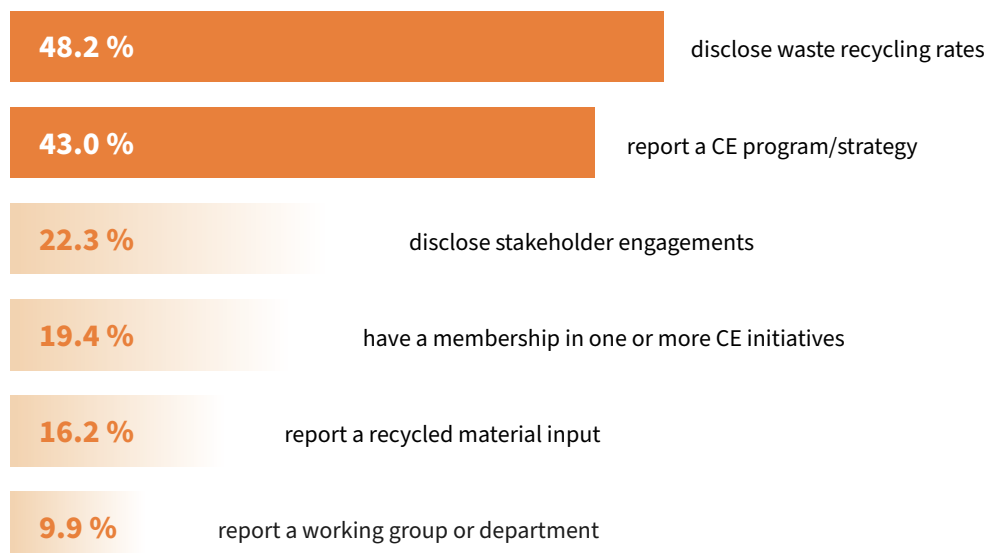 48.2 % disclose waste recycling rates
43.0 % report a CE program/strategy
22.3 % disclose stakeholder engagements
19.4 % have a membership in one or more CE initiatives
16.2 % report a recycled material input
9.9 % report a working group or department